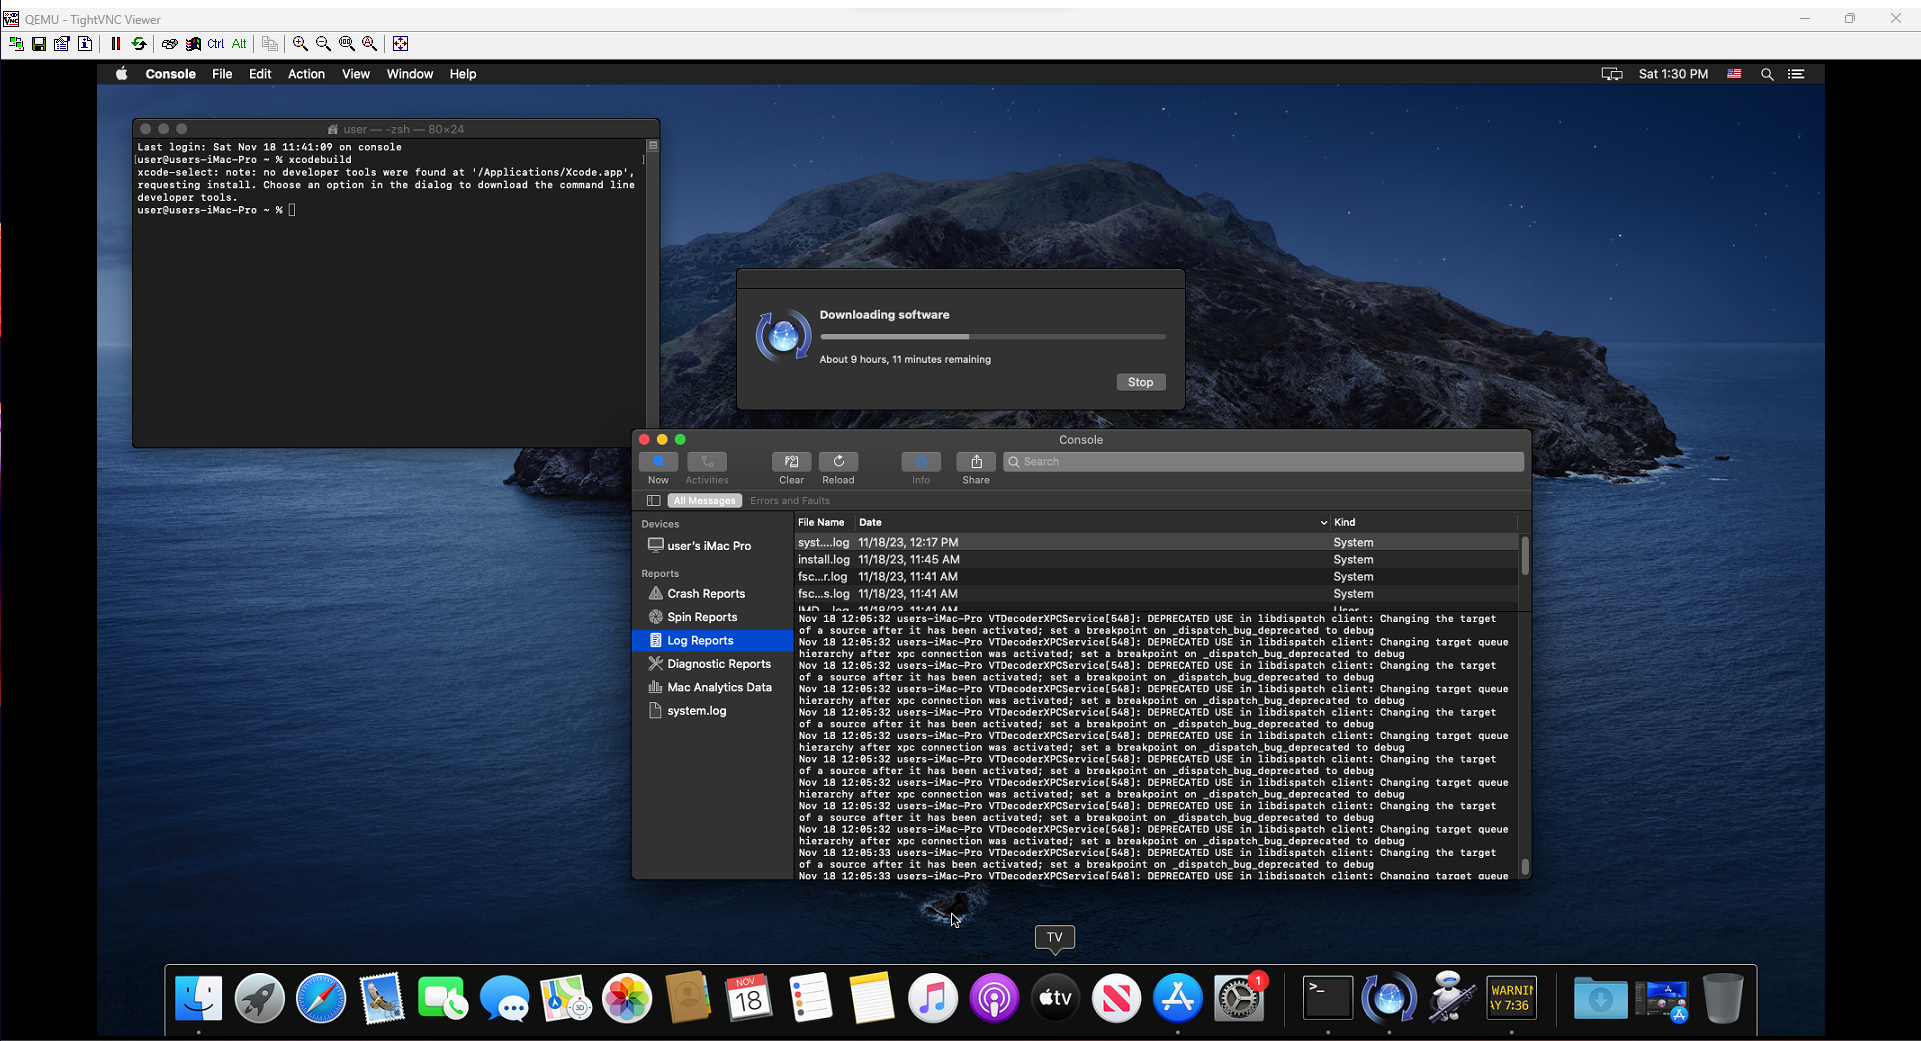 QEMU - TightVNC Viewer
Ctrl Alt
Console File Edit Action View Window Help
Sat 1:30 PM
user — -zsh — 80×24
Last login: Sat Nov 18 11:41:09 on console
[user@users-iMac-Pro ~ % xcodebuild ]
xcode-select: note: no developer tools were found at '/Applications/Xcode.app',
requesting install. Choose an option in the dialog to download the command line
developer tools.
user@users-iMac-Pro ~ %
Downloading software
About 9 hours, 11 minutes remaining
Stop
Console
Search
Now Activities Clear Reload Info Share
All Messages Errors and Faults
Devices
user's iMac Pro
Reports
Crash Reports
Spin Reports
Log Reports
Diagnostic Reports
Mac Analytics Data
system.log
File Name Date Kind
syst....log 11/18/23, 12:17 PM System
install.log 11/18/23, 11:45 AM System
fsc...r.log 11/18/23, 11:41 AM System
fsc...s.log 11/18/23, 11:41 AM System
IMD...log 11/18/23, 11:41 AM User
Nov 18 12:05:32 users-iMac-Pro VTDecoderXPCService[548]: DEPRECATED USE in libdispatch client: Changing the target
of a source after it has been activated; set a breakpoint on _dispatch_bug_deprecated to debug
Nov 18 12:05:32 users-iMac-Pro VTDecoderXPCService[548]: DEPRECATED USE in libdispatch client: Changing target queue
hierarchy after xpc connection was activated; set a breakpoint on _dispatch_bug_deprecated to debug
Nov 18 12:05:32 users-iMac-Pro VTDecoderXPCService[548]: DEPRECATED USE in libdispatch client: Changing the target
of a source after it has been activated; set a breakpoint on _dispatch_bug_deprecated to debug
Nov 18 12:05:32 users-iMac-Pro VTDecoderXPCService[548]: DEPRECATED USE in libdispatch client: Changing target queue
hierarchy after xpc connection was activated; set a breakpoint on _dispatch_bug_deprecated to debug
Nov 18 12:05:32 users-iMac-Pro VTDecoderXPCService[548]: DEPRECATED USE in libdispatch client: Changing the target
of a source after it has been activated; set a breakpoint on _dispatch_bug_deprecated to debug
Nov 18 12:05:32 users-iMac-Pro VTDecoderXPCService[548]: DEPRECATED USE in libdispatch client: Changing target queue
hierarchy after xpc connection was activated; set a breakpoint on _dispatch_bug_deprecated to debug
Nov 18 12:05:32 users-iMac-Pro VTDecoderXPCService[548]: DEPRECATED USE in libdispatch client: Changing the target
of a source after it has been activated; set a breakpoint on _dispatch_bug_deprecated to debug
Nov 18 12:05:32 users-iMac-Pro VTDecoderXPCService[548]: DEPRECATED USE in libdispatch client: Changing target queue
hierarchy after xpc connection was activated; set a breakpoint on _dispatch_bug_deprecated to debug
Nov 18 12:05:32 users-iMac-Pro VTDecoderXPCService[548]: DEPRECATED USE in libdispatch client: Changing the target
of a source after it has been activated; set a breakpoint on _dispatch_bug_deprecated to debug
Nov 18 12:05:32 users-iMac-Pro VTDecoderXPCService[548]: DEPRECATED USE in libdispatch client: Changing target queue
hierarchy after xpc connection was activated; set a breakpoint on _dispatch_bug_deprecated to debug
Nov 18 12:05:33 users-iMac-Pro VTDecoderXPCService[548]: DEPRECATED USE in libdispatch client: Changing the target
of a source after it has been activated; set a breakpoint on _dispatch_bug_deprecated to debug
Nov 18 12:05:33 users-iMac-Pro VTDecoderXPCService[548]: DEPRECATED USE in libdispatch client: Changing target queue
TV
NOV
18
3D
tv
1
>_
WARNIN
AY 7:36